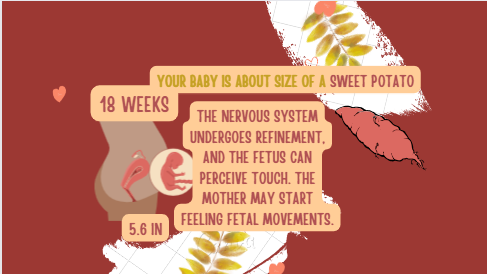 YOUR BABY IS ABOUT SIZE OF A SWEET POTATO
18 WEEKS
THE NERVOUS SYSTEM
UNDERGOES REFINEMENT,
AND THE FETUS CAN
PERCEIVE TOUCH. THE
MOTHER MAY START
FEELING FETAL MOVEMENTS.
5.6 IN